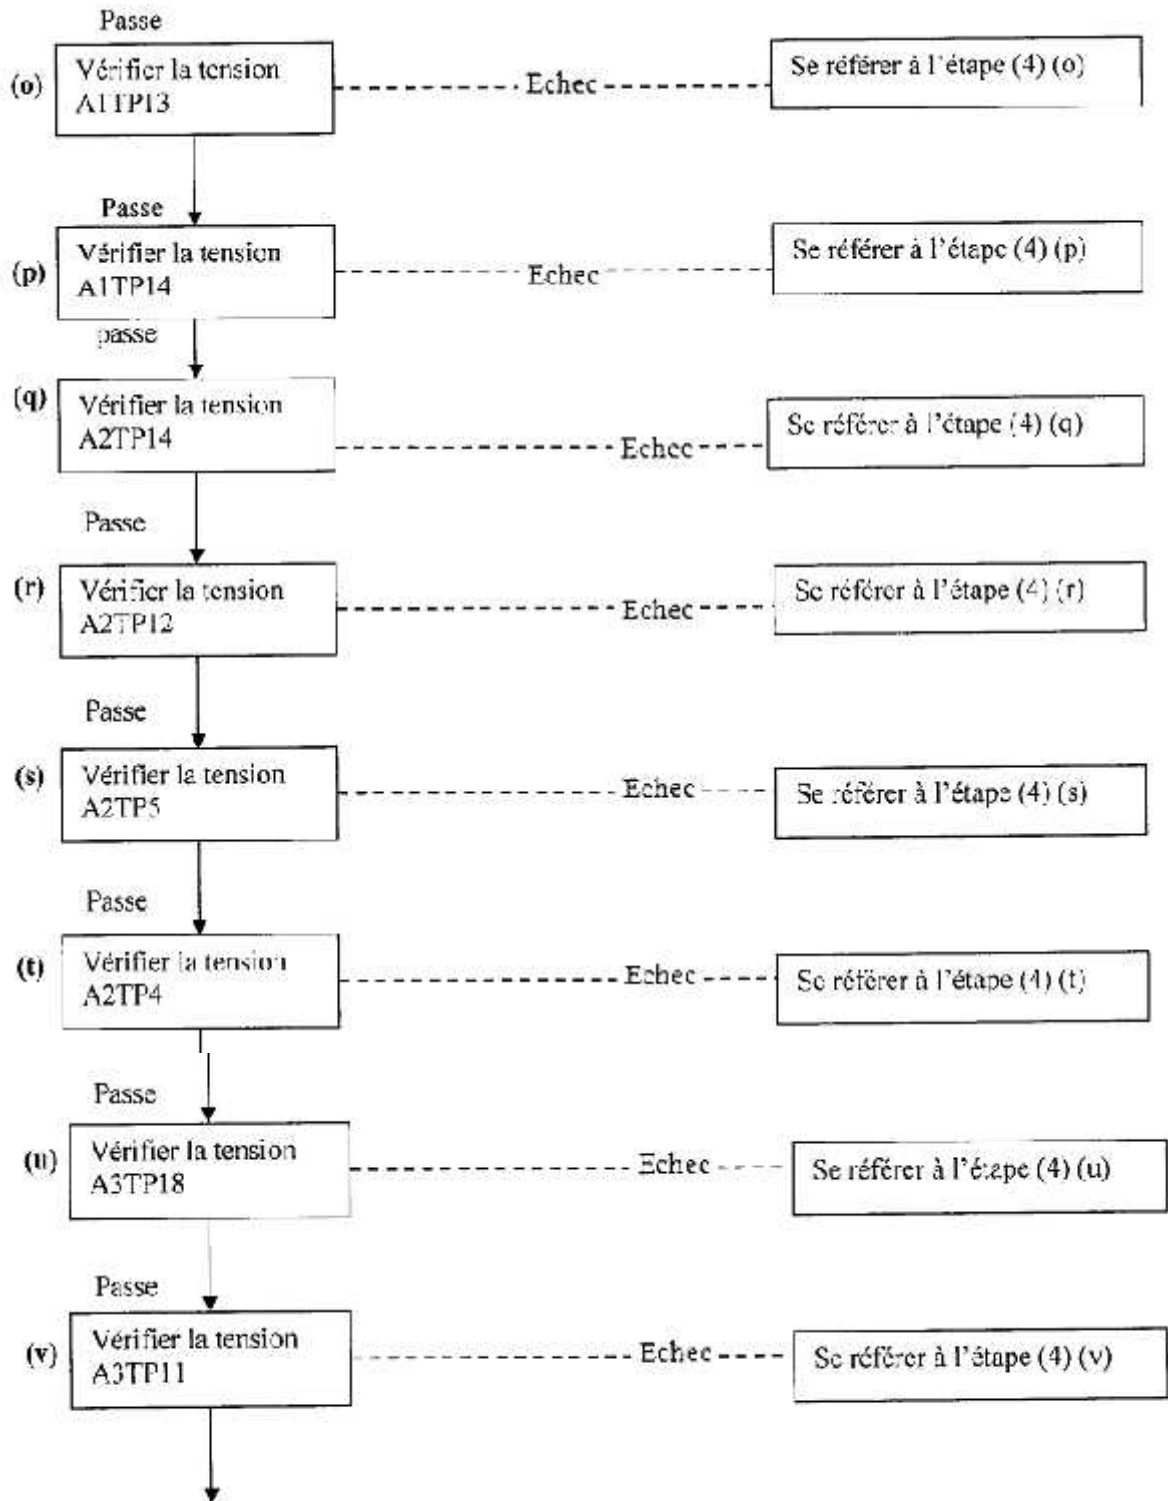 Passe
(o) Vérifier la tension Echec Se référer à l'étape (4) (o)
A1TP13
Passe
(p) Vérifier la tension Echec Se référer à l'étape (4) (p)
A1TP14
passe
(q) Vérifier la tension Echec Se référer à l'étape (4) (q)
A2TP14
Passe
(r) Vérifier la tension Echec Se référer à l'étape (4) (r)
A2TP12
Passe
(s) Vérifier la tension Echec Se référer à l'étape (4) (s)
A2TP5
Passe
(t) Vérifier la tension Echec Se référer à l'étape (4) (t)
A2TP4
Passe
(u) Vérifier la tension Echec Se référer à l'étape (4) (u)
A3TP18
Passe
(v) Vérifier la tension Echec Se référer à l'étape (4) (v)
A3TP11